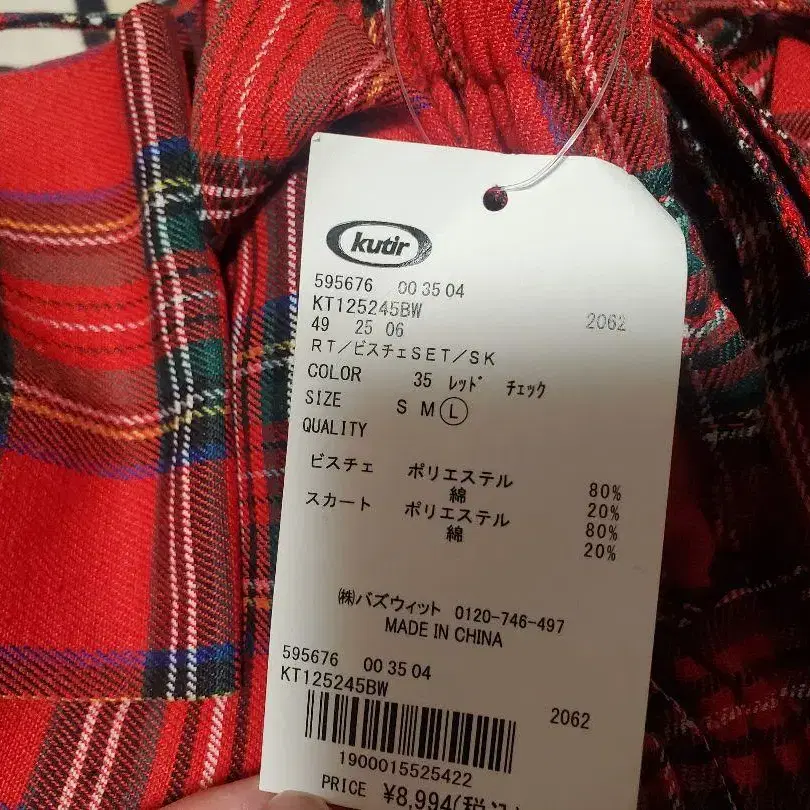 kutir
595676 00 35 04
KT125245BW
49 25 06 2062
RT/ビスチェSET/SK
COLOR 35 レッド チェック
SIZE S M L
QUALITY
ビスチェ ポリエステル 80%
綿 20%
スカート ポリエステル 80%
綿 20%
㈱バズウィット 0120-746-497
MADE IN CHINA
595676 00 35 04
KT125245BW
2062
1900015525422
PRICE ¥8,994(税込)